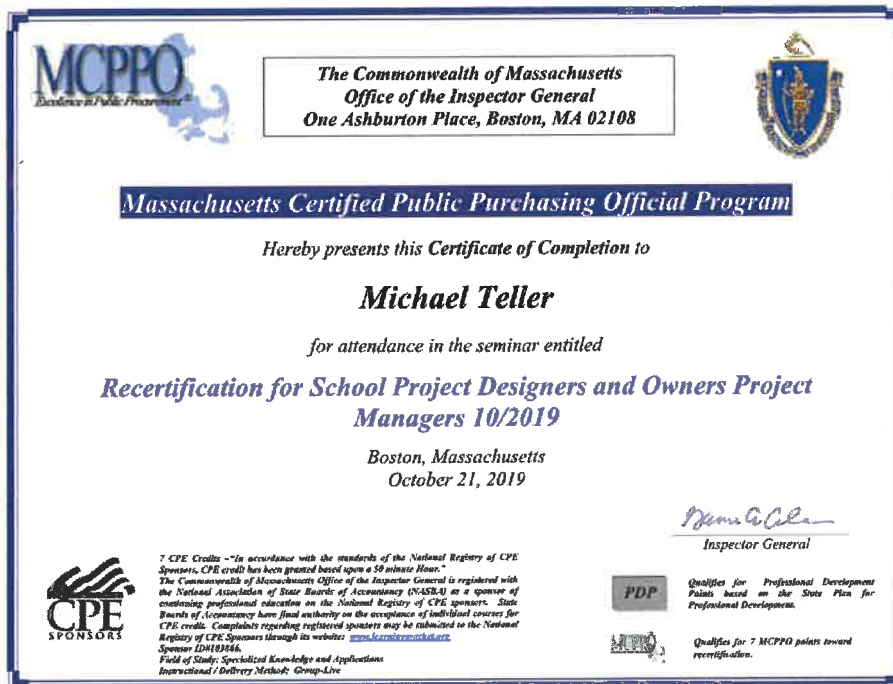 MCPPO
Excellence in Public Procurement
The Commonwealth of Massachusetts
Office of the Inspector General
One Ashburton Place, Boston, MA 02108
Massachusetts Certified Public Purchasing Official Program
Hereby presents this Certificate of Completion to
Michael Teller
for attendance in the seminar entitled
Recertification for School Project Designers and Owners Project
Managers 10/2019
Boston, Massachusetts
October 21, 2019
Inspector General
CPE
SPONSORS
7 CPE Credits –"In accordance with the standards of the National Registry of CPE
Sponsors, CPE credit has been granted based upon a 50 minute Hour."
The Commonwealth of Massachusetts Office of the Inspector General is registered with
the National Association of State Boards of Accountancy (NASBA) as a sponsor of
continuing professional education on the National Registry of CPE sponsors. State
Boards of Accountancy have final authority on the acceptance of individual courses for
CPE credit. Complaints regarding registered sponsors may be submitted to the National
Registry of CPE Sponsors through its website: www.learningmarket.org
Sponsor ID#103866.
Field of Study: Specialized Knowledge and Applications
Instructional / Delivery Method: Group-Live
PDP
Qualifies for Professional Development
Points based on the State Plan for
Professional Development.
MCPPO
Qualifies for 7 MCPPO points toward
recertification.